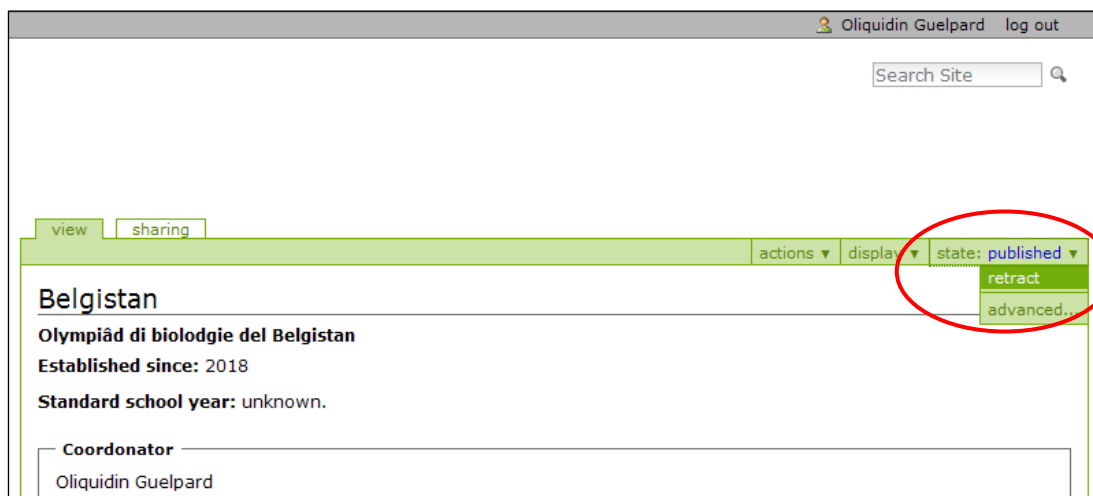 Oliquidin Guelpard log out
Search Site
view sharing
actions ▼ display ▼ state: published ▼
retract
advanced...
Belgistan
Olympiâd di biolodgie del Belgistan
Established since: 2018
Standard school year: unknown.
Coordonator
Oliquidin Guelpard